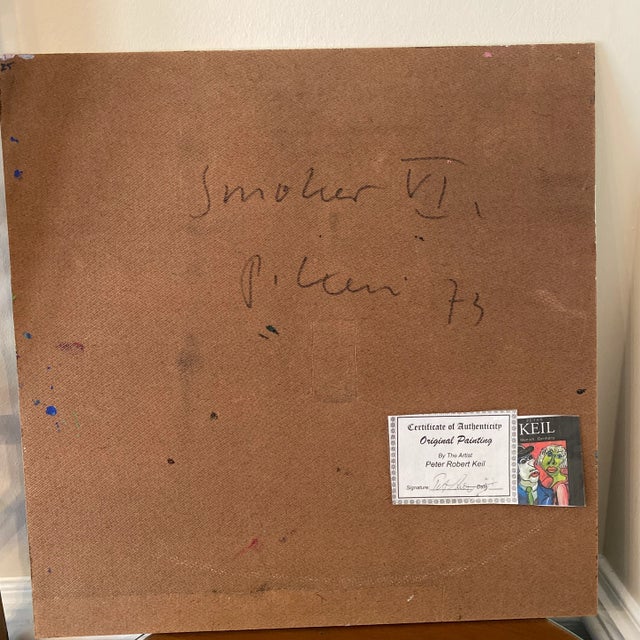 Smoker VI.
P. Keil 73
Certificate of Authenticity
Original Painting
By The Artist
Peter Robert Keil
Signature:
KEIL